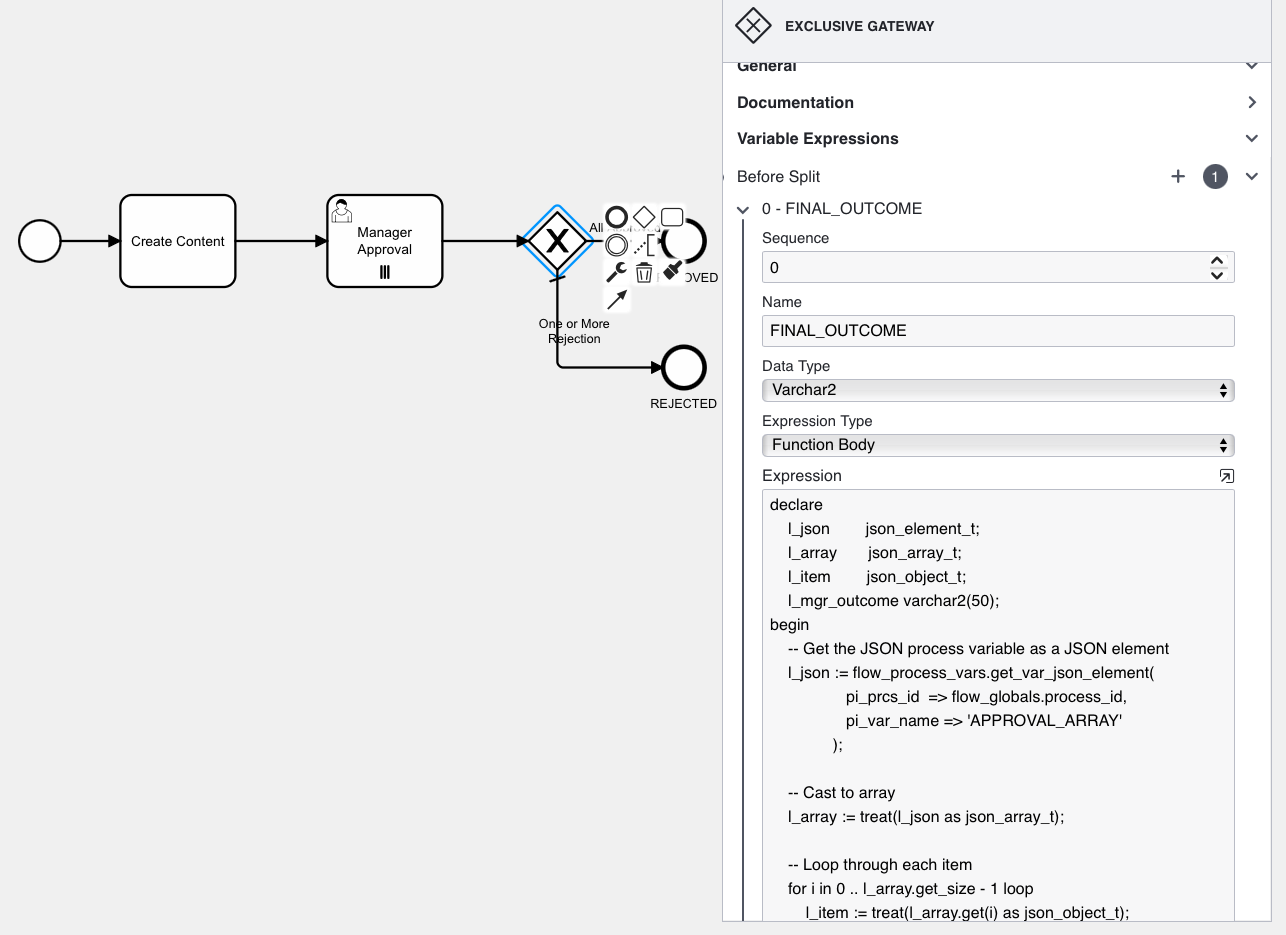 EXCLUSIVE GATEWAY
General
Documentation
Variable Expressions
Before Split
1
0 - FINAL_OUTCOME
Sequence
0
Name
FINAL_OUTCOME
Data Type
Varchar2
Expression Type
Function Body
Expression
declare
l_json json_element_t;
l_array json_array_t;
l_item json_object_t;
l_mgr_outcome varchar2(50);
begin
-- Get the JSON process variable as a JSON element
l_json := flow_process_vars.get_var_json_element(
pi_prcs_id => flow_globals.process_id,
pi_var_name => 'APPROVAL_ARRAY'
);
-- Cast to array
l_array := treat(l_json as json_array_t);
-- Loop through each item
for i in 0 .. l_array.get_size - 1 loop
l_item := treat(l_array.get(i) as json_object_t);
Create Content
Manager
Approval
All
OVED
One or More
Rejection
REJECTED